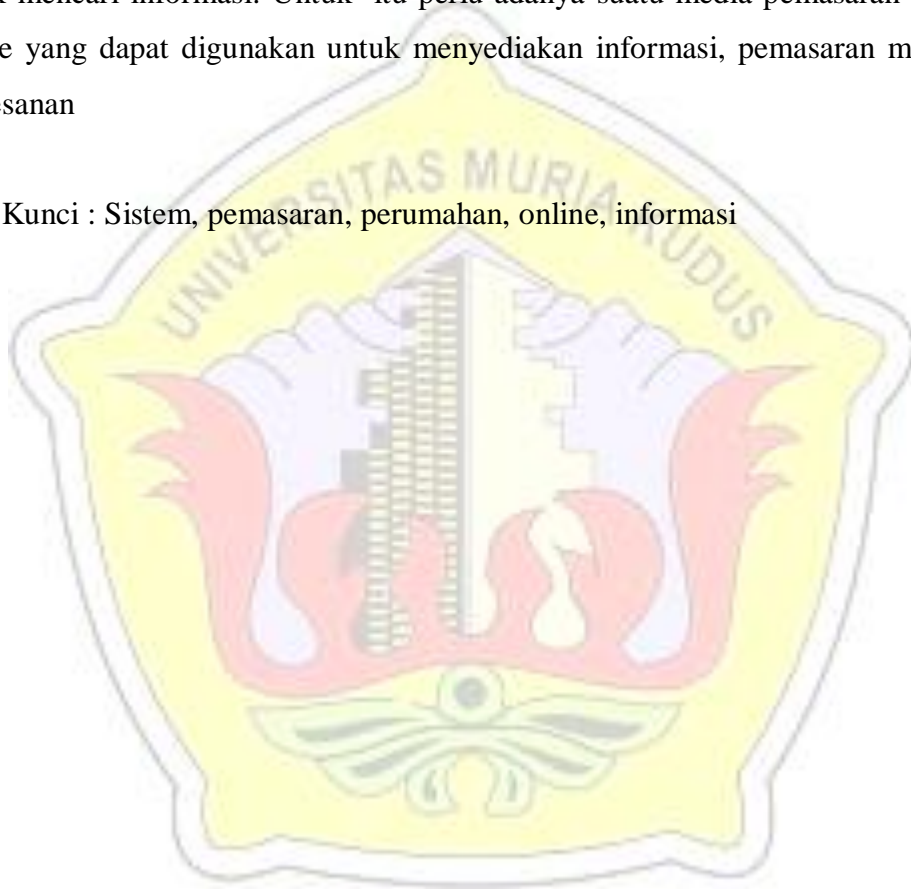 mencari informasi. Untuk itu perlu adanya suatu media pemasaran
yang dapat digunakan untuk menyediakan informasi, pemasaran
Kunci : Sistem, pemasaran, perumahan, online, informasi
UNIVERSITAS MURIA KUDUS